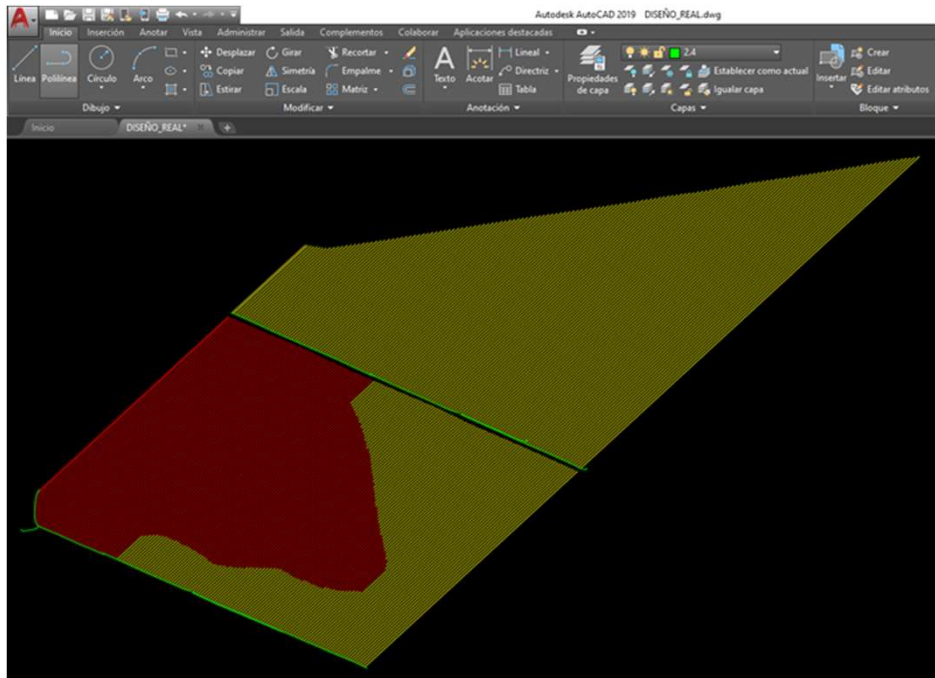 Autodesk AutoCAD 2019 DISEÑO_REAL.dwg
Inicio Inserción Anotar Vista Administrar Salida Complementos Colaborar Aplicaciones destacadas
Línea Polilínea Círculo Arco
Desplazar Girar Recortar
Copiar Simetría Empalme
Estirar Escala Matriz
Texto Acotar
Lineal
Directriz
Tabla
Propiedades de capa
2.4
Establecer como actual
Igualar capa
Insertar
Crear
Editar
Editar atributos
Dibujo Modificar Anotación Capas Bloque
Inicio DISEÑO_REAL*